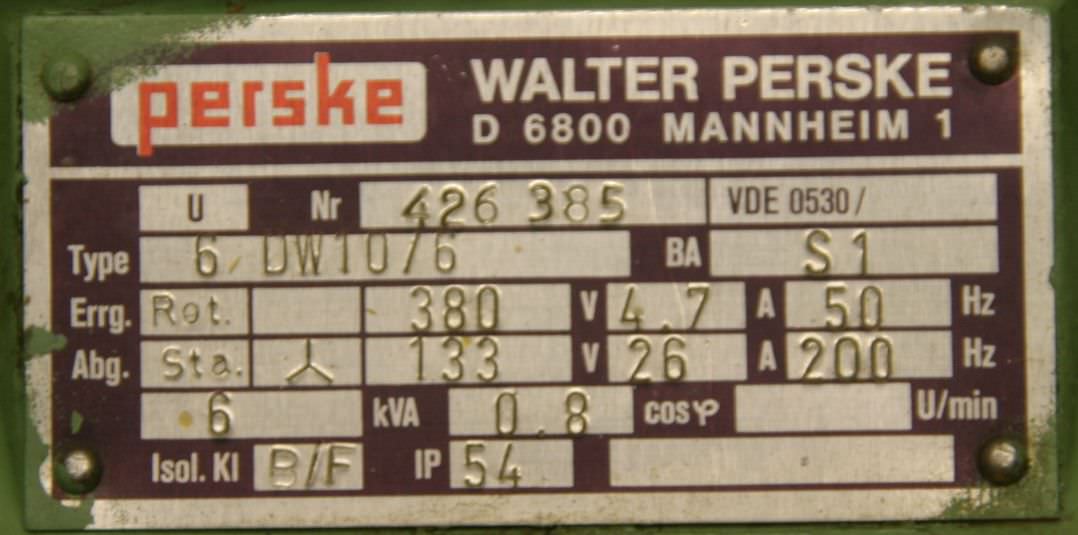 perske WALTER PERSKE
D 6800 MANNHEIM 1
U Nr 426 385 VDE 0530/
Type 6 DW10/6 BA S1
Errg. Rot. 380 V 4.7 A 50 Hz
Abg. Sta. 133 V 26 A 200 Hz
6 kVA 0.8 cosφ U/min
Isol. Kl B/F IP 54